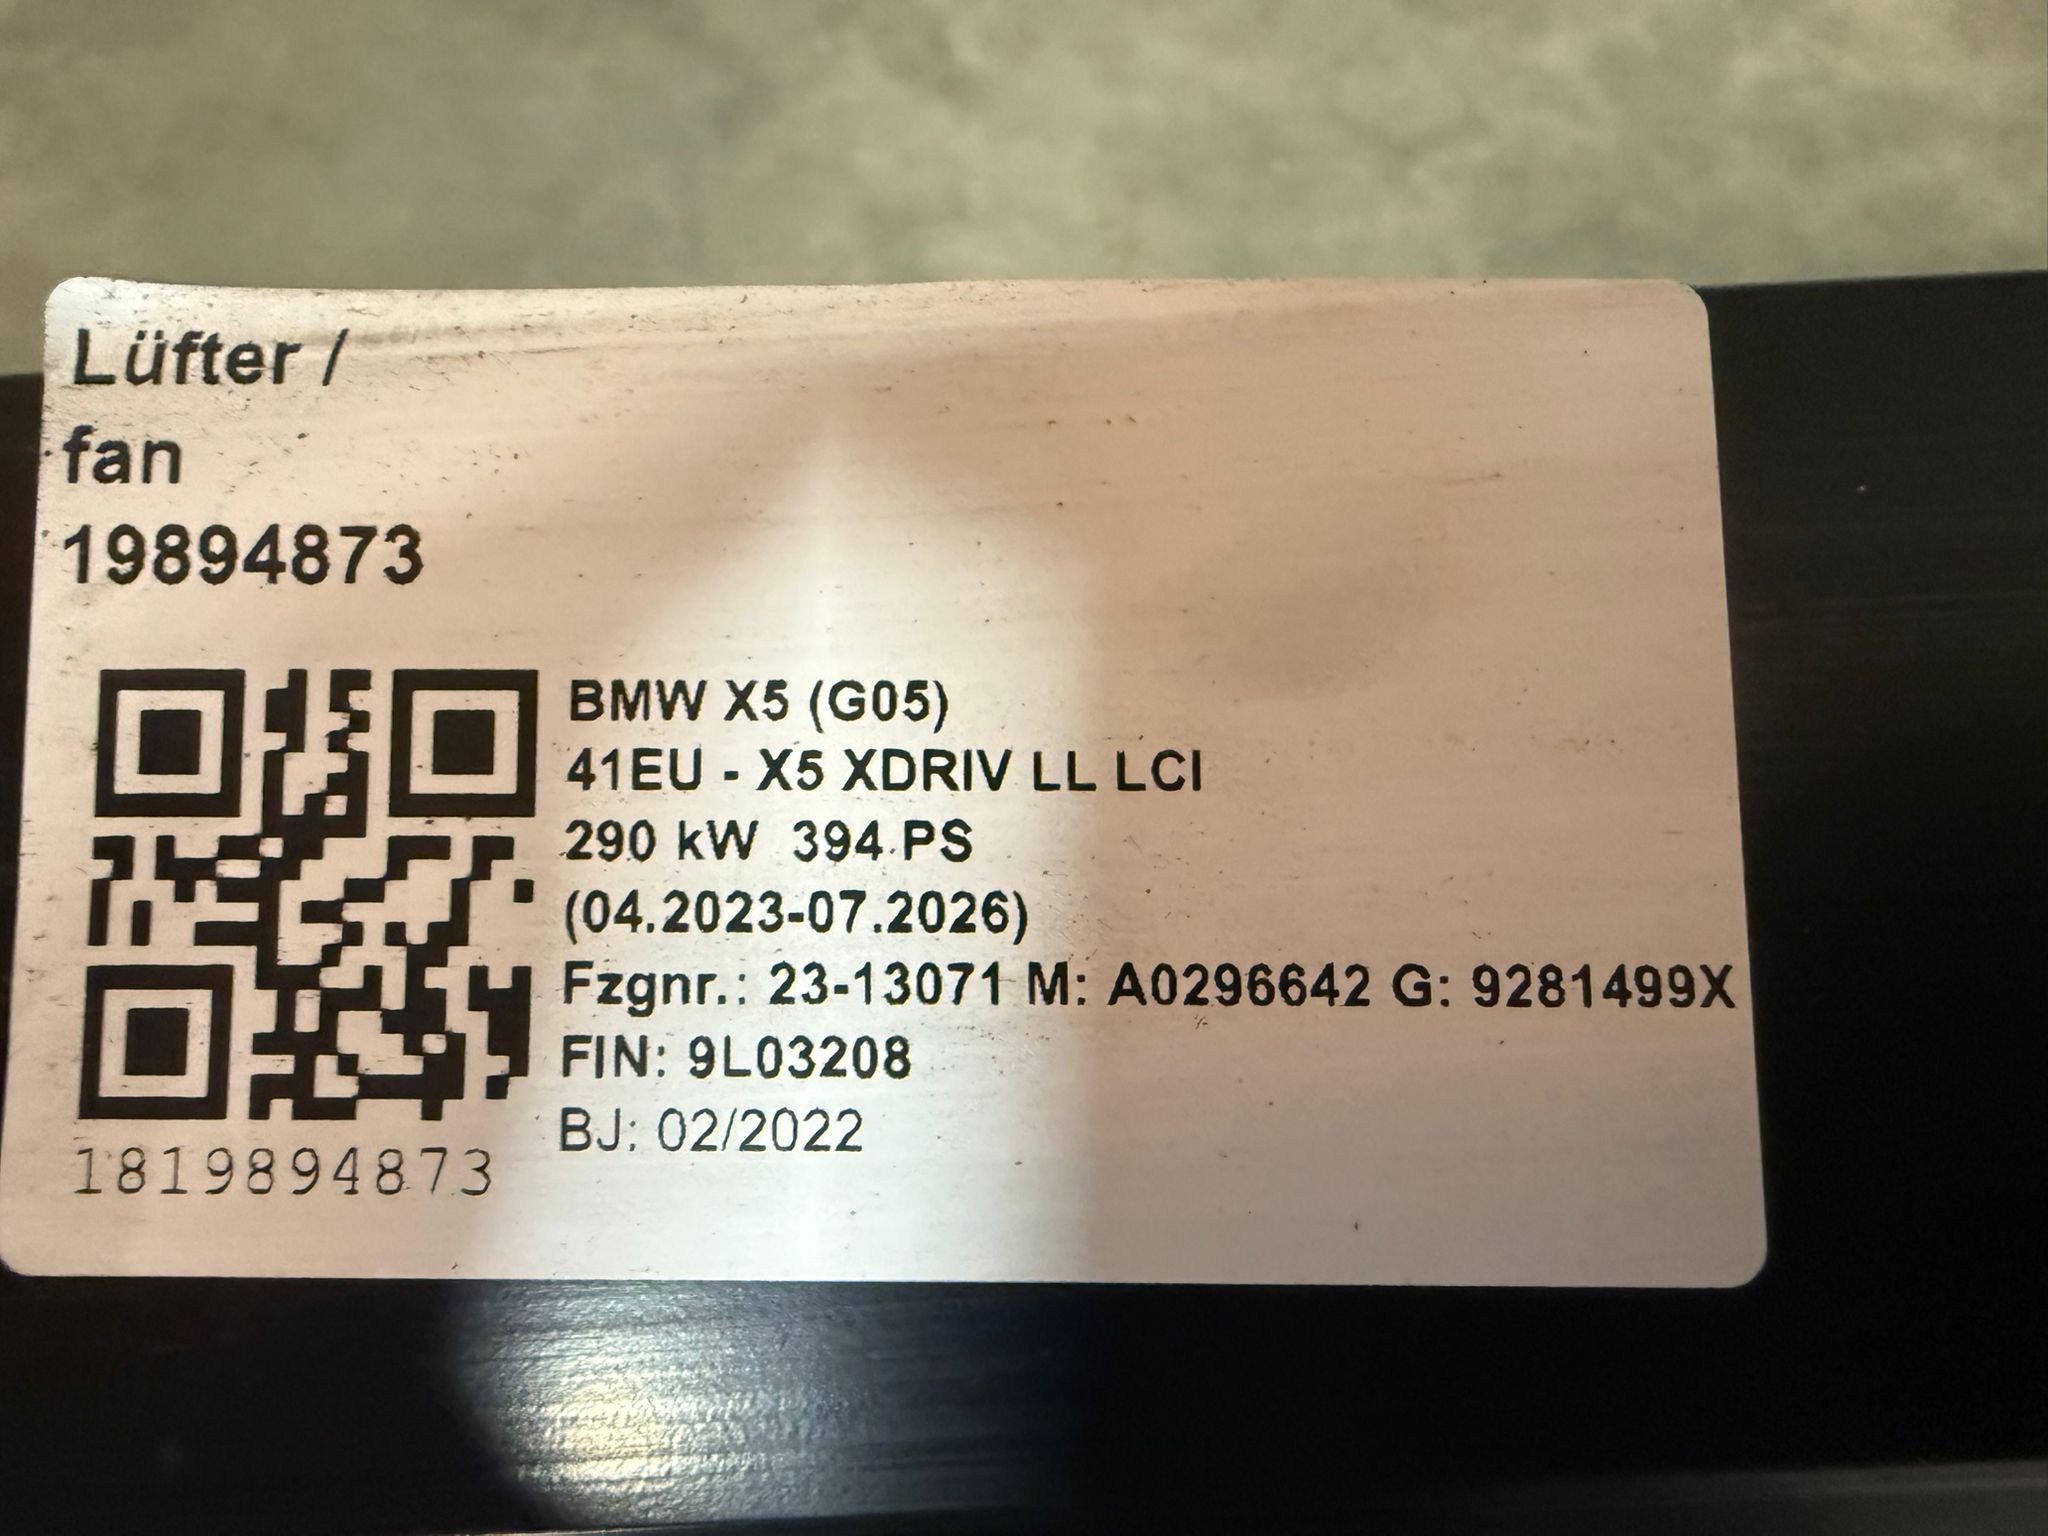 Lüfter /
fan
19894873
BMW X5 (G05)
41EU - X5 XDRIV LL LCI
290 kW 394 PS
(04.2023-07.2026)
Fzgnr.: 23-13071 M: A0296642 G: 9281499X
FIN: 9L03208
BJ: 02/2022
1819894873